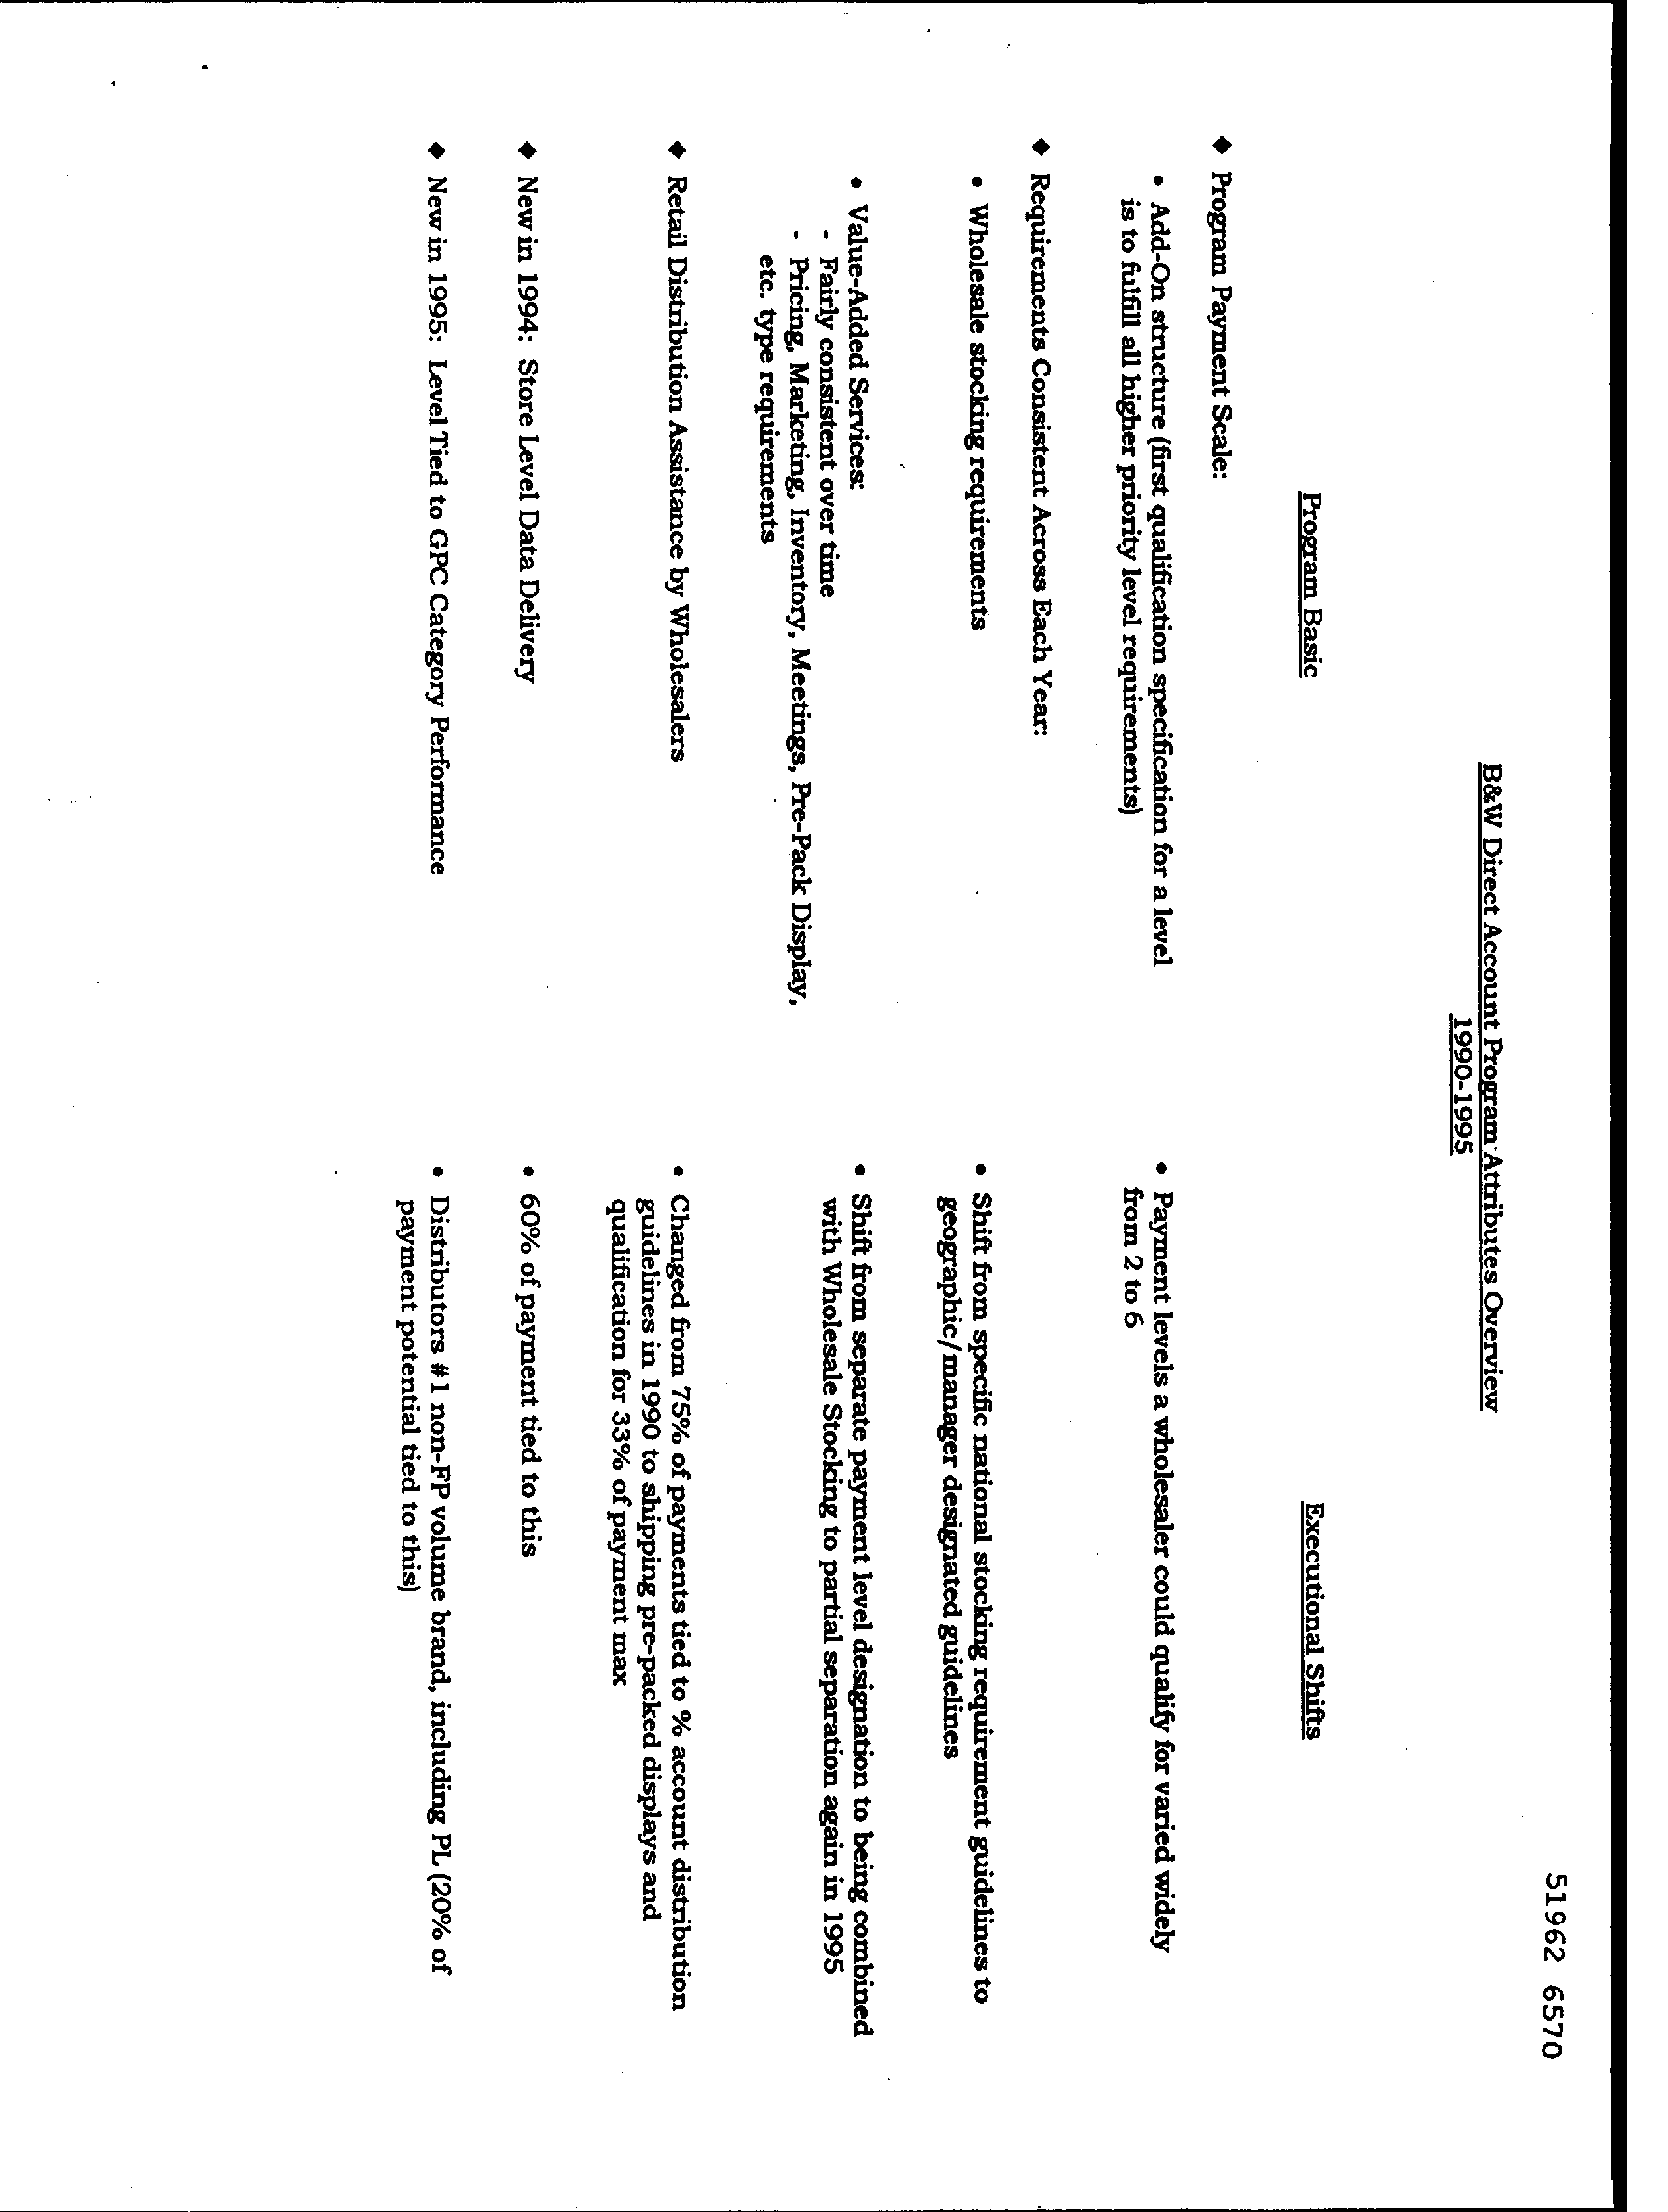 51962 6570
B&W Direct Account Program Attributes Overview
1990-1995
Program Basic
Executional Shifts
◆ Program Payment Scale:
• Add-On structure (first qualification specification for a level
is to fulfill all higher priority level requirements)
• Payment levels a wholesaler could qualify for varied widely
from 2 to 6
◆ Requirements Consistent Across Each Year:
• Wholesale stocking requirements
• Shift from specific national stocking requirement guidelines to
geographic/manager designated guidelines
• Value-Added Services:
- Fairly consistent over time
- Pricing, Marketing, Inventory, Meetings, Pre-Pack Display,
etc. type requirements
• Shift from separate payment level designation to being combined
with Wholesale Stocking to partial separation again in 1995
◆ Retail Distribution Assistance by Wholesalers
• Changed from 75% of payments tied to % account distribution
guidelines in 1990 to shipping pre-packed displays and
qualification for 33% of payment max
◆ New in 1994: Store Level Data Delivery
• 60% of payment tied to this
◆ New in 1995: Level Tied to GPC Category Performance
• Distributors #1 non-FP volume brand, including PL (20% of
payment potential tied to this)